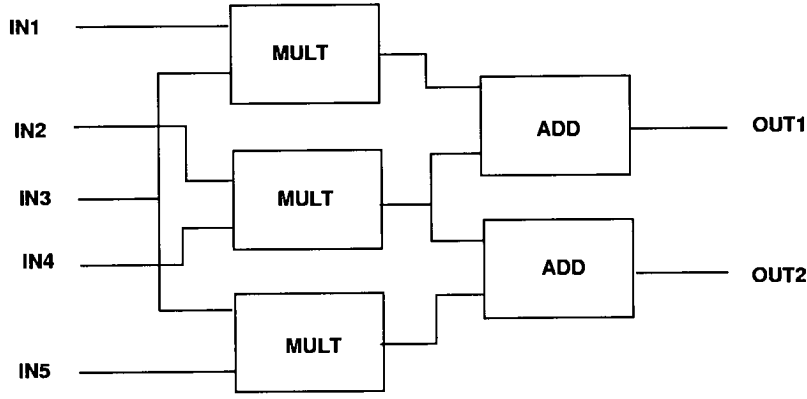 IN1
MULT
IN2
ADD
OUT1
IN3
MULT
IN4
ADD
OUT2
MULT
IN5